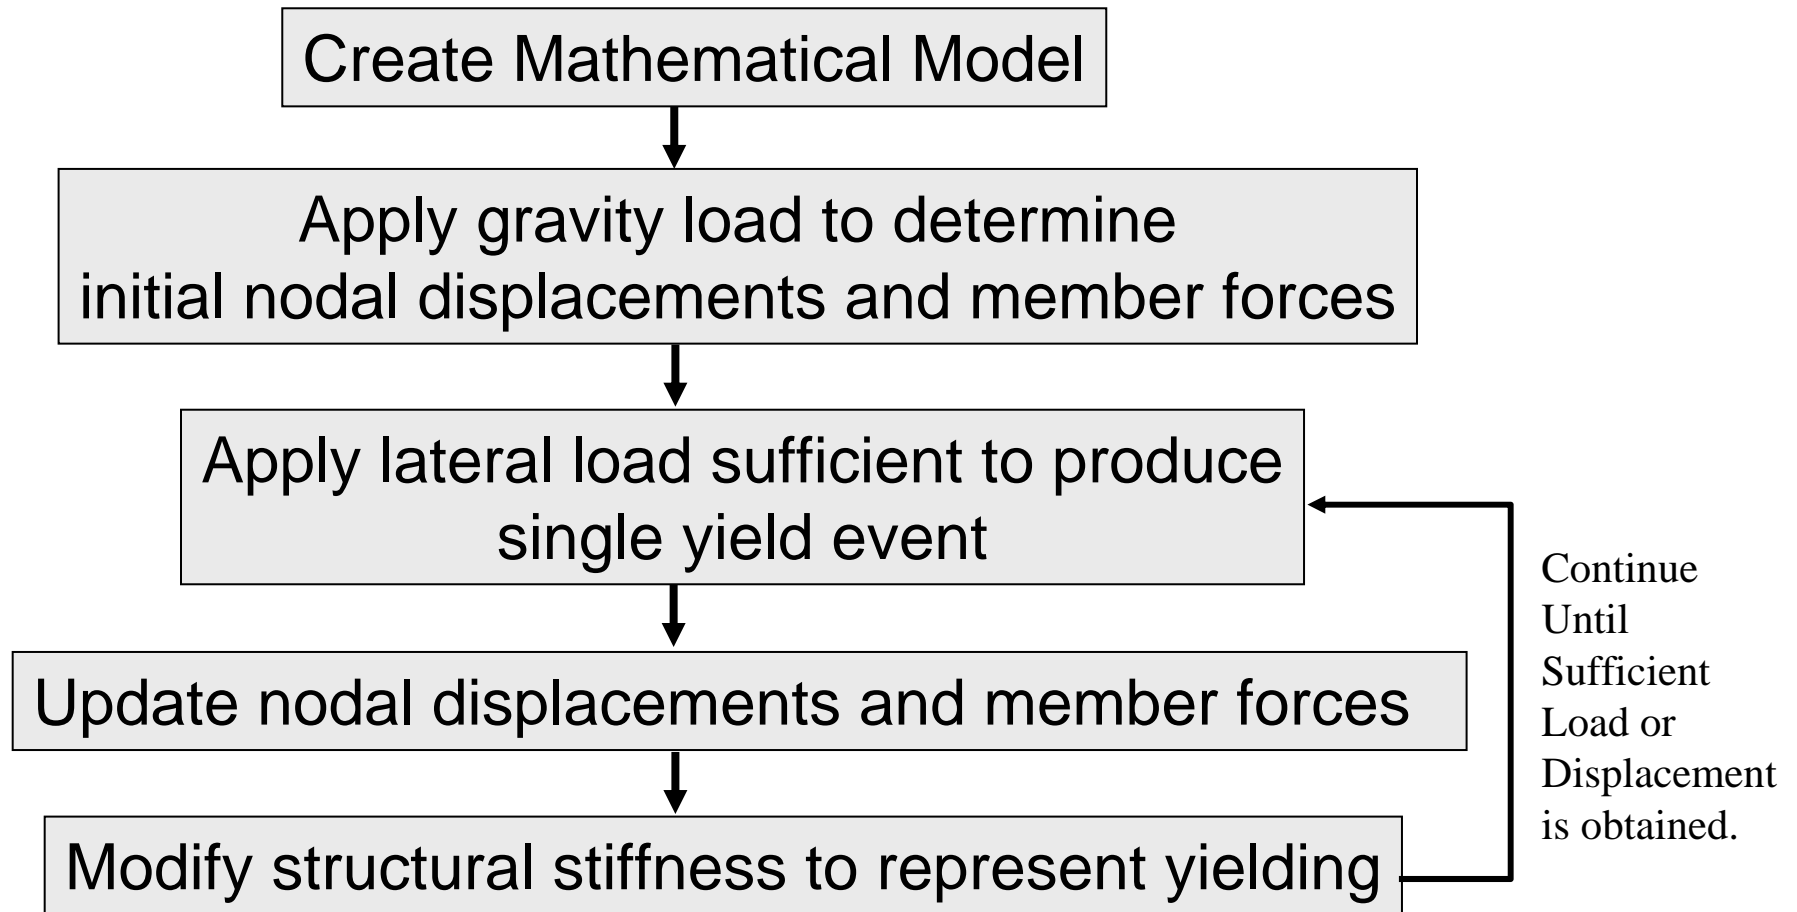 Create Mathematical Model
Apply gravity load to determine
initial nodal displacements and member forces
Apply lateral load sufficient to produce
single yield event
Update nodal displacements and member forces
Modify structural stiffness to represent yielding
Continue
Until
Sufficient
Load or
Displacement
is obtained.